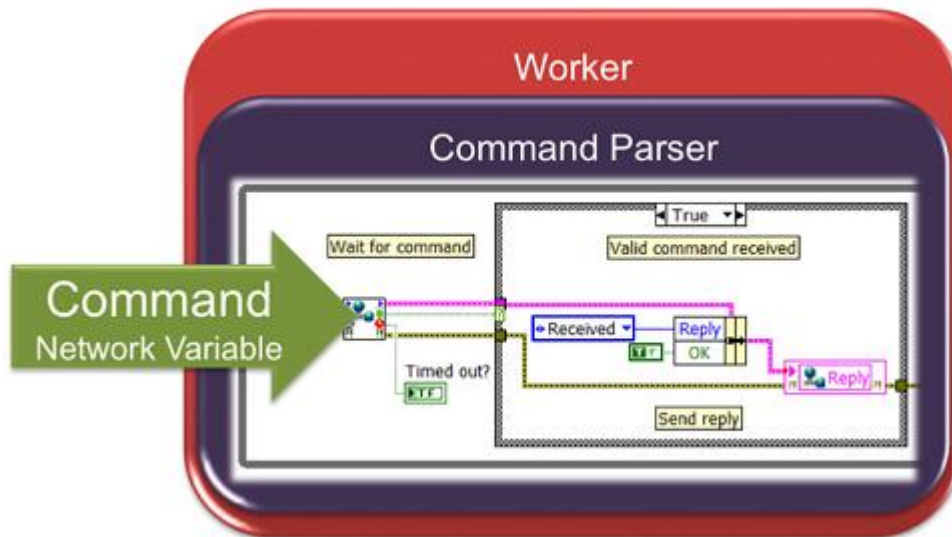 Worker
Command Parser
True
Wait for command
Valid command received
Command
Network Variable
Received
Reply
OK
Timed out?
TF
Reply
Send reply